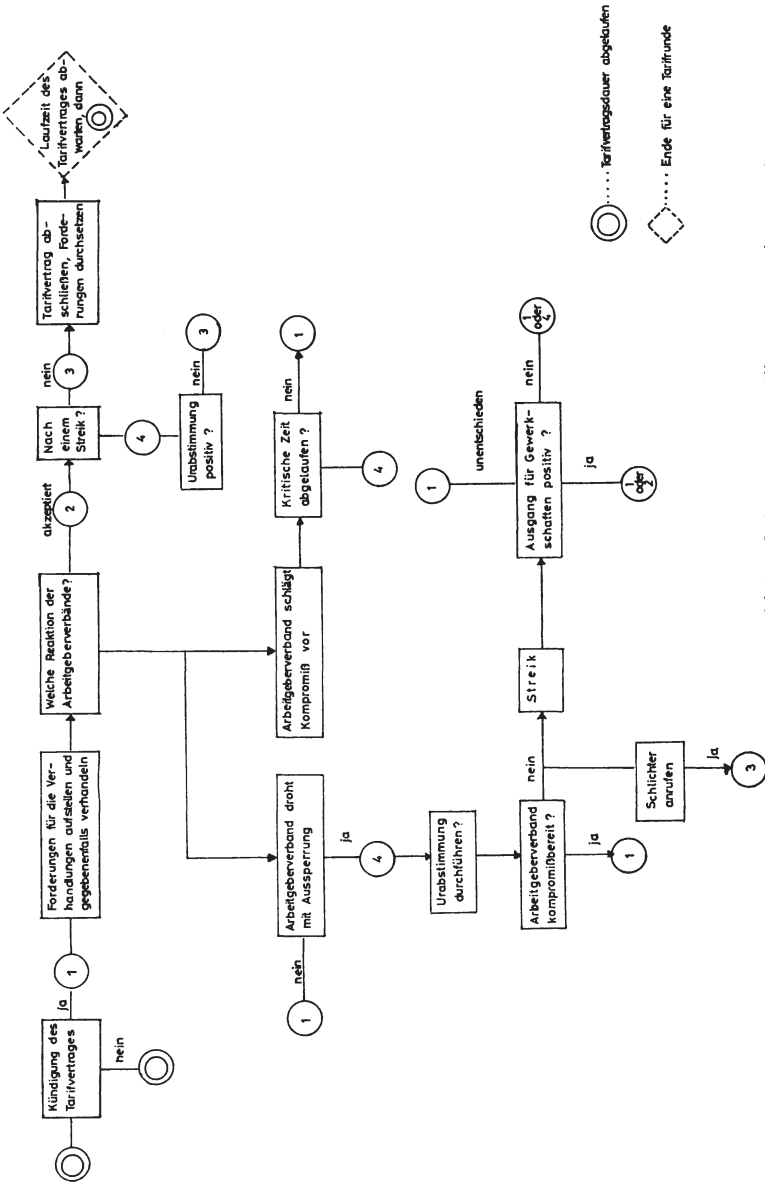 Kündigung des
Tarifvertrages
ja
nein
1
Forderungen für die Ver-
handlungen aufstellen und
gegebenenfalls verhandeln
Welche Reaktion der
Arbeitgeberverbände?
akzeptiert
2
Nach
einem
Streik?
nein
3
Tarifvertrag ab-
schließen, Forde-
rungen durchsetzen
Laufzeit des
Tarifvertrages ab-
warten, dann
4
Urabstimmung
positiv ?
nein
3
1
nein
Arbeitgeberverband droht
mit Aussperrung
ja
4
Arbeitgeberverband schlägt
Kompromiß vor
Kritische Zeit
abgelaufen ?
nein
1
4
Urabstimmung
durchführen ?
Arbeitgeberverband
kompromißbereit ?
ja
1
nein
Schlichter
anrufen
ja
3
Streik
Ausgang für Gewerk-
schaften positiv ?
unentschieden
1
nein
1
oder
4
ja
1
oder
2
..... Tarifvertragsdauer abgelaufen
..... Ende für eine Tarifrunde